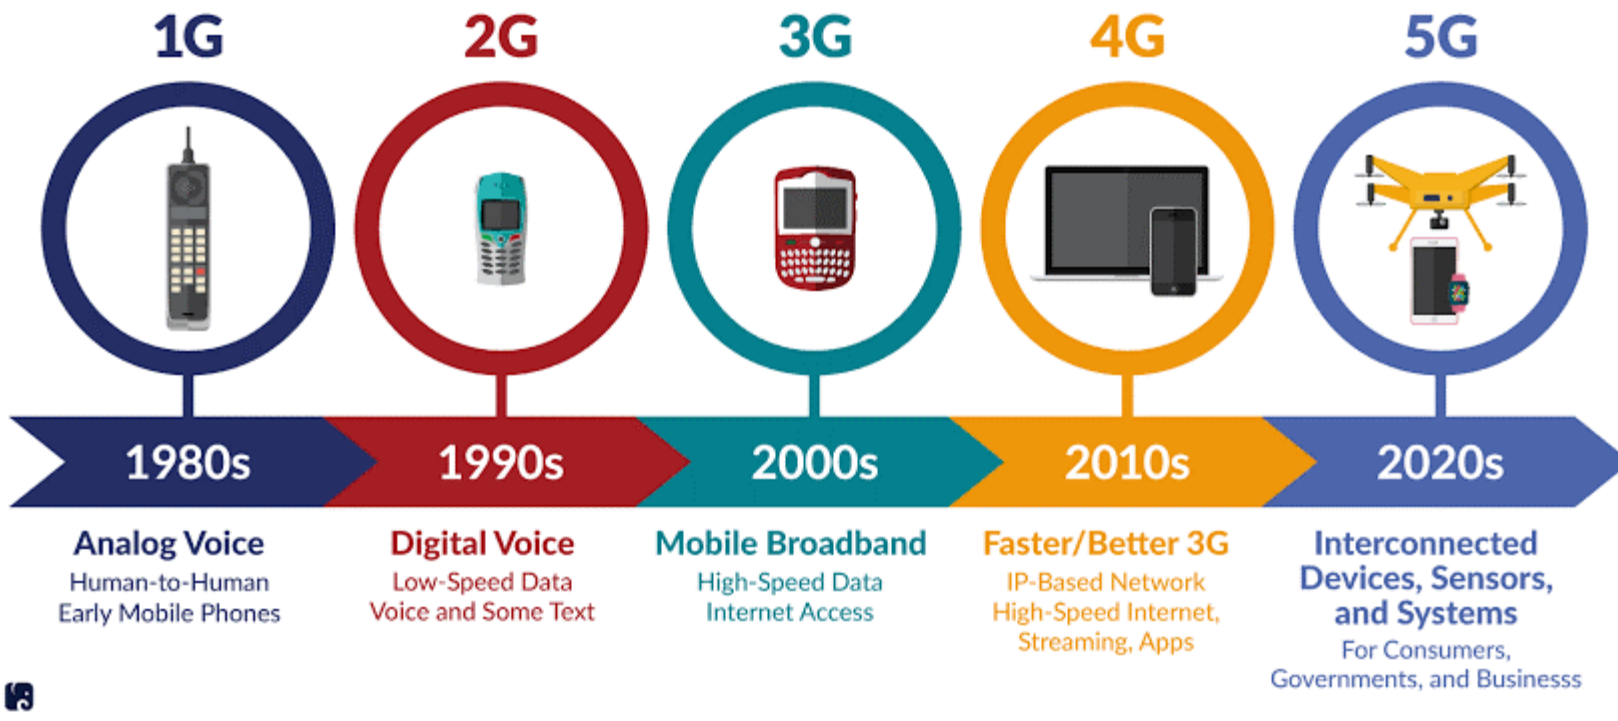 1G
2G
3G
4G
5G
1980s
1990s
2000s
2010s
2020s
Analog Voice
Human-to-Human
Early Mobile Phones
Digital Voice
Low-Speed Data
Voice and Some Text
Mobile Broadband
High-Speed Data
Internet Access
Faster/Better 3G
IP-Based Network
High-Speed Internet,
Streaming, Apps
Interconnected
Devices, Sensors,
and Systems
For Consumers,
Governments, and Businesss